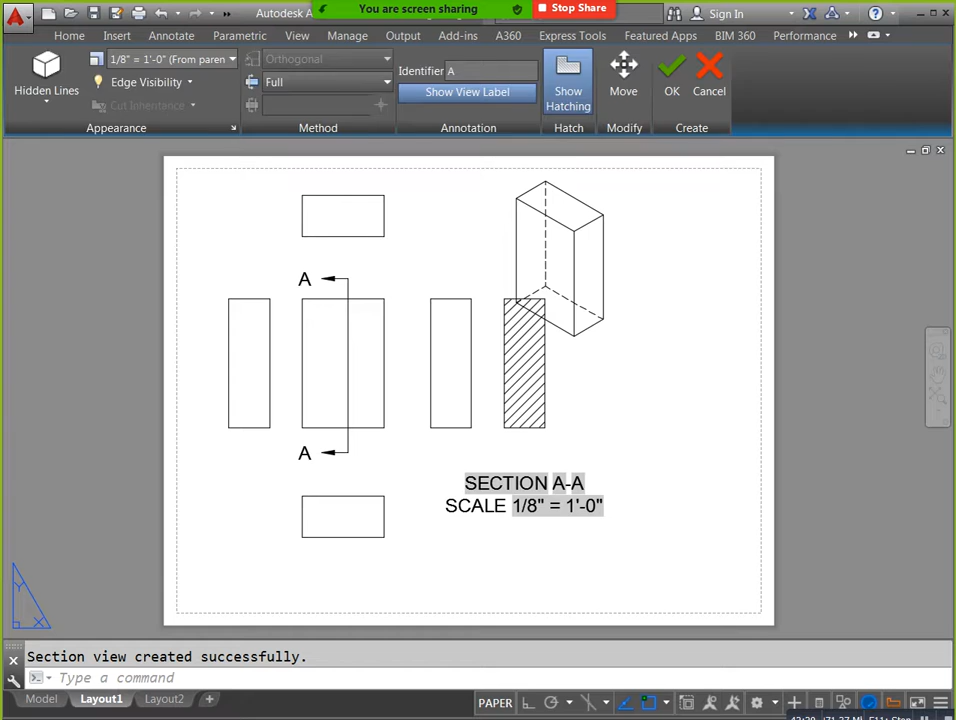 You are screen sharing
Stop Share
Autodesk A
Sign In
Home Insert Annotate Parametric View Manage Output Add-ins A360 Express Tools Featured Apps BIM 360 Performance
Hidden Lines
1/8" = 1'-0" (From paren
Edge Visibility
Cut Inheritance
Appearance
Orthogonal
Full
Method
Identifier A
Show View Label
Annotation
Show Hatching
Hatch
Move
Modify
OK
Cancel
Create
A
A
SECTION A-A
SCALE 1/8" = 1'-0"
Y
X
Section view created successfully.
Type a command
Model Layout1 Layout2 +
PAPER